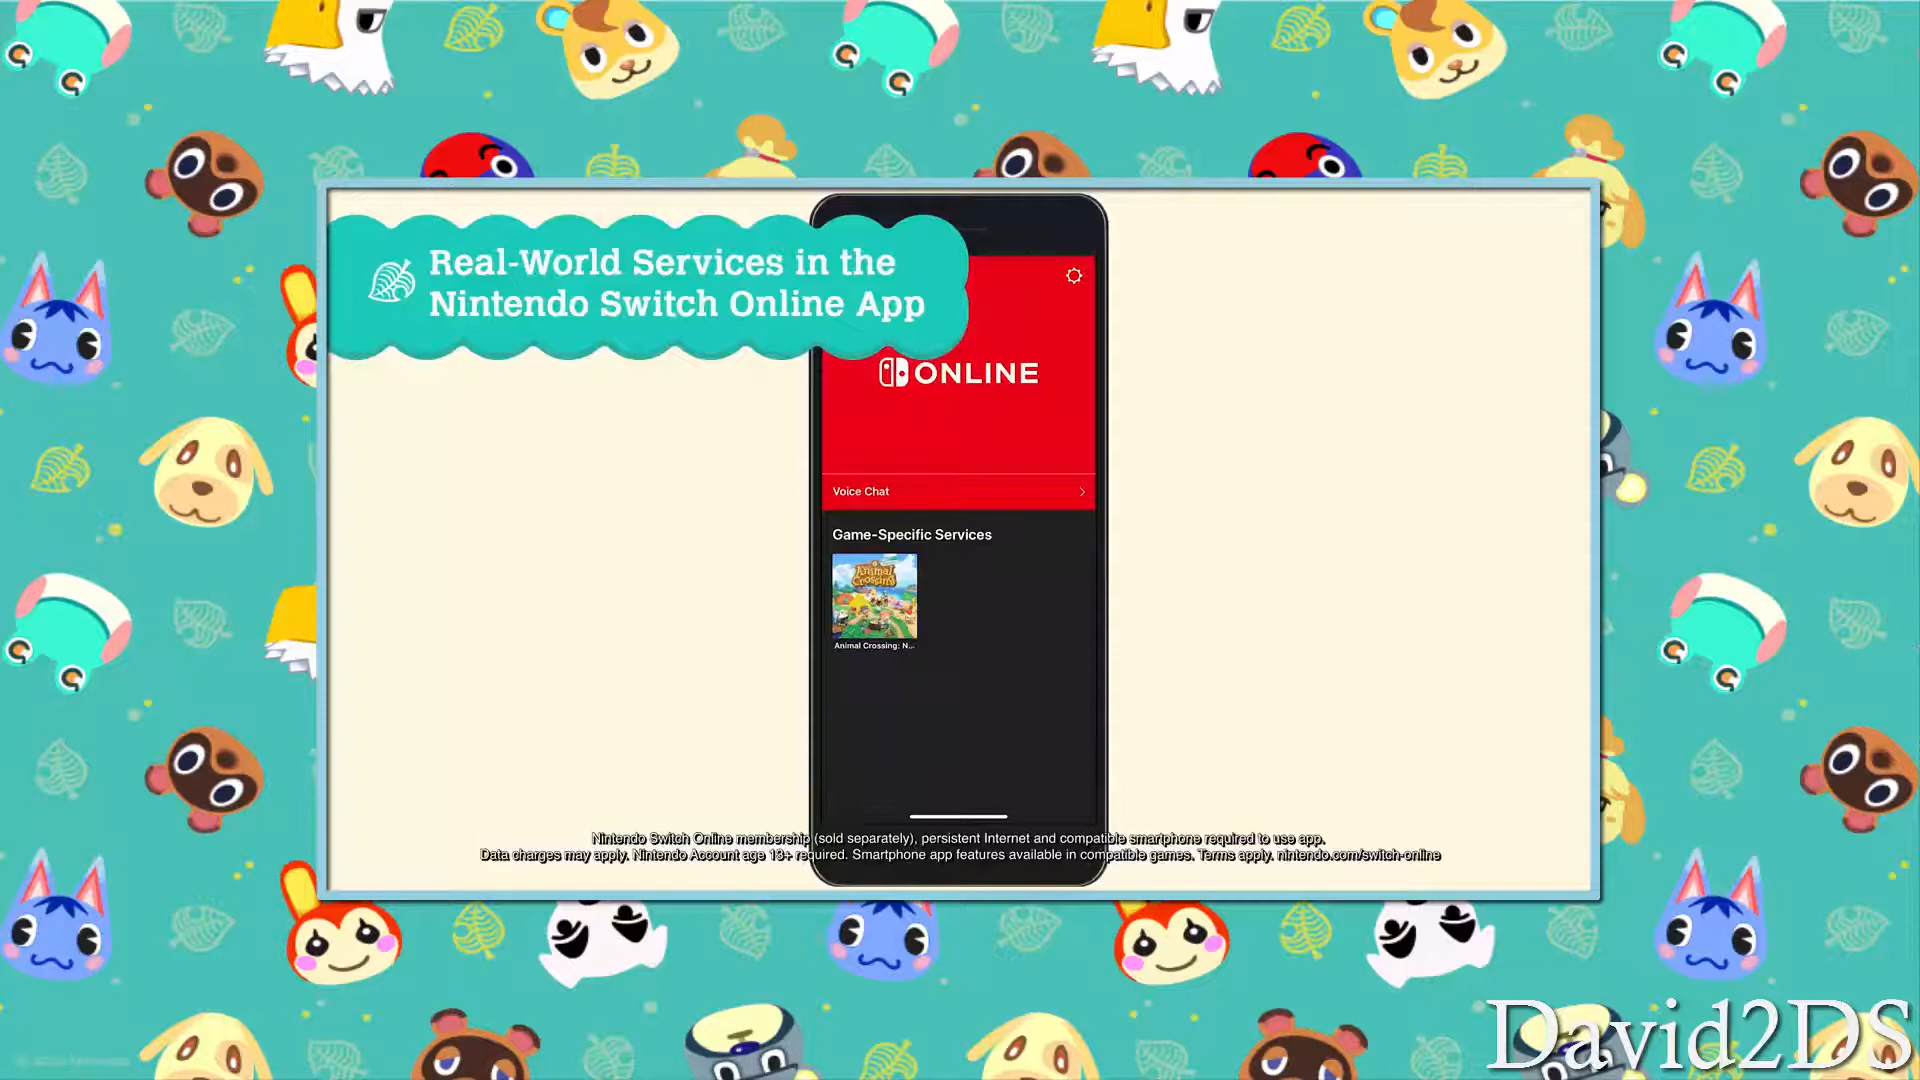 Real-World Services in the
Nintendo Switch Online App
ONLINE
Voice Chat
Game-Specific Services
Animal Crossing
Animal Crossing: N...
Nintendo Switch Online membership (sold separately), persistent Internet and compatible smartphone required to use app.
Data charges may apply. Nintendo Account age 13+ required. Smartphone app features available in compatible games. Terms apply. nintendo.com/switch-online
David2DS